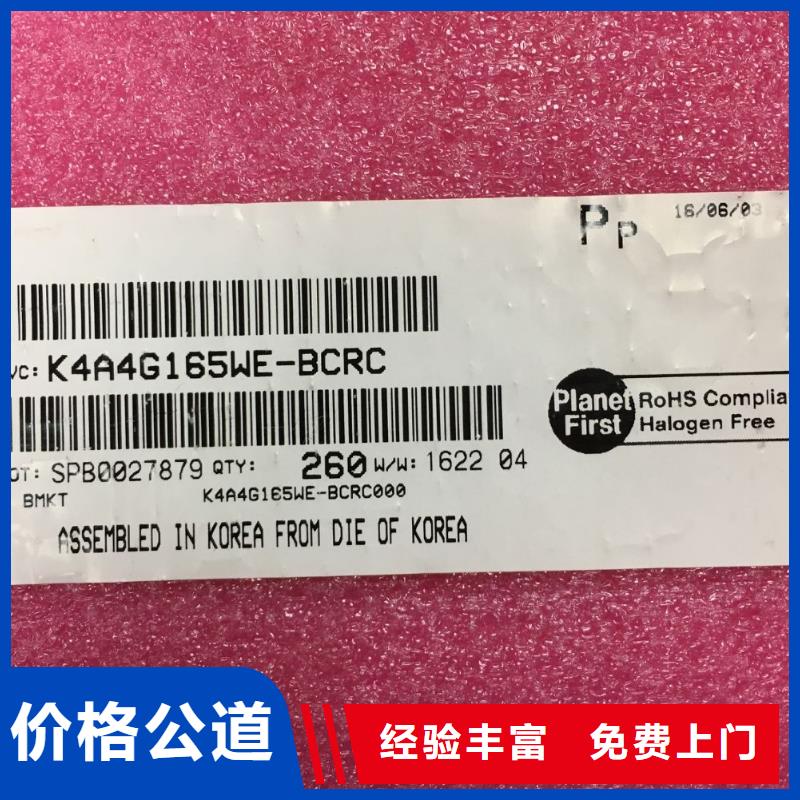 Pp 16/06/03
VC: K4A4G165WE-BCRC
Planet First
RoHS Complia
Halogen Free
OT: SPB0027879 QTY: 260 W/W: 1622 04
BMKT K4A4G165WE-BCRC000
ASSEMBLED IN KOREA FROM DIE OF KOREA
价格公道
经验丰富 免费上门